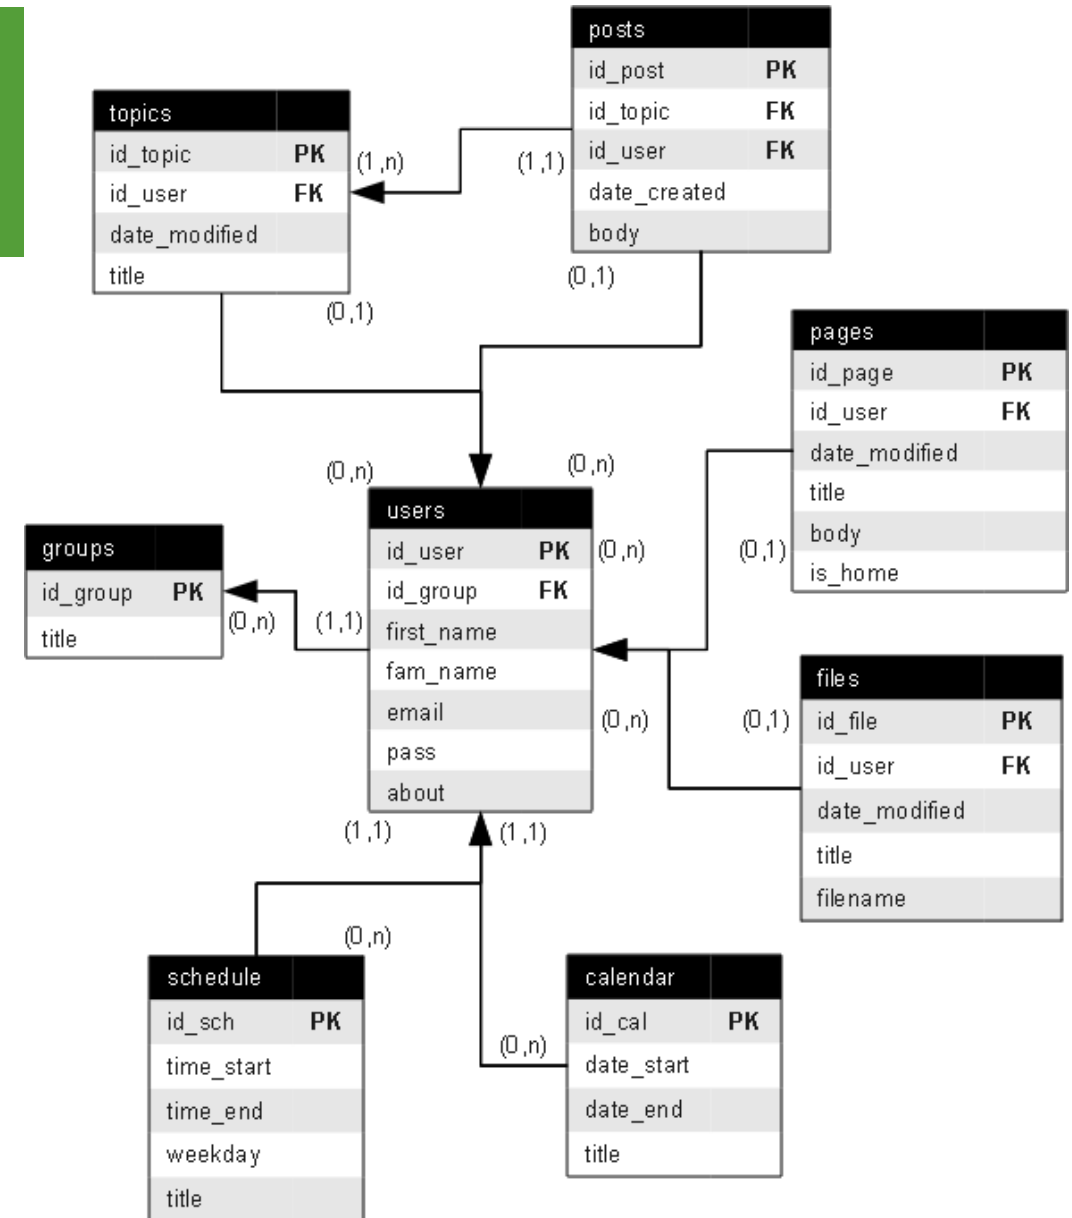 posts
id_post PK
id_topic FK
id_user FK
date_created
body
topics
id_topic PK
id_user FK
date_modified
title
(1,n)
(1,1)
(0,1)
(0,1)
pages
id_page PK
id_user FK
date_modified
title
body
is_home
(0,n)
(0,n)
users
id_user PK
id_group FK
first_name
fam_name
email
pass
about
(0,n)
(0,1)
groups
id_group PK
title
(0,n)
(1,1)
files
id_file PK
id_user FK
date_modified
title
filename
(0,n)
(0,1)
(1,1)
(1,1)
(0,n)
(0,n)
schedule
id_sch PK
time_start
time_end
weekday
title
calendar
id_cal PK
date_start
date_end
title